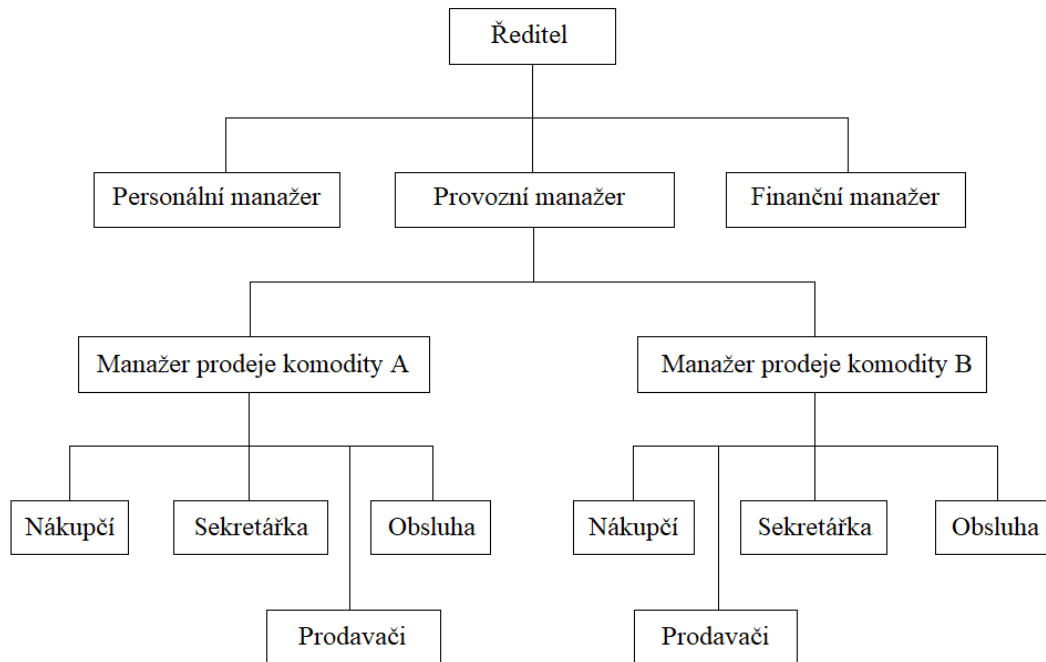 Ředitel
Personální manažer
Provozní manažer
Finanční manažer
Manažer prodeje komodity A
Manažer prodeje komodity B
Nákupčí
Sekretářka
Obsluha
Nákupčí
Sekretářka
Obsluha
Prodavači
Prodavači